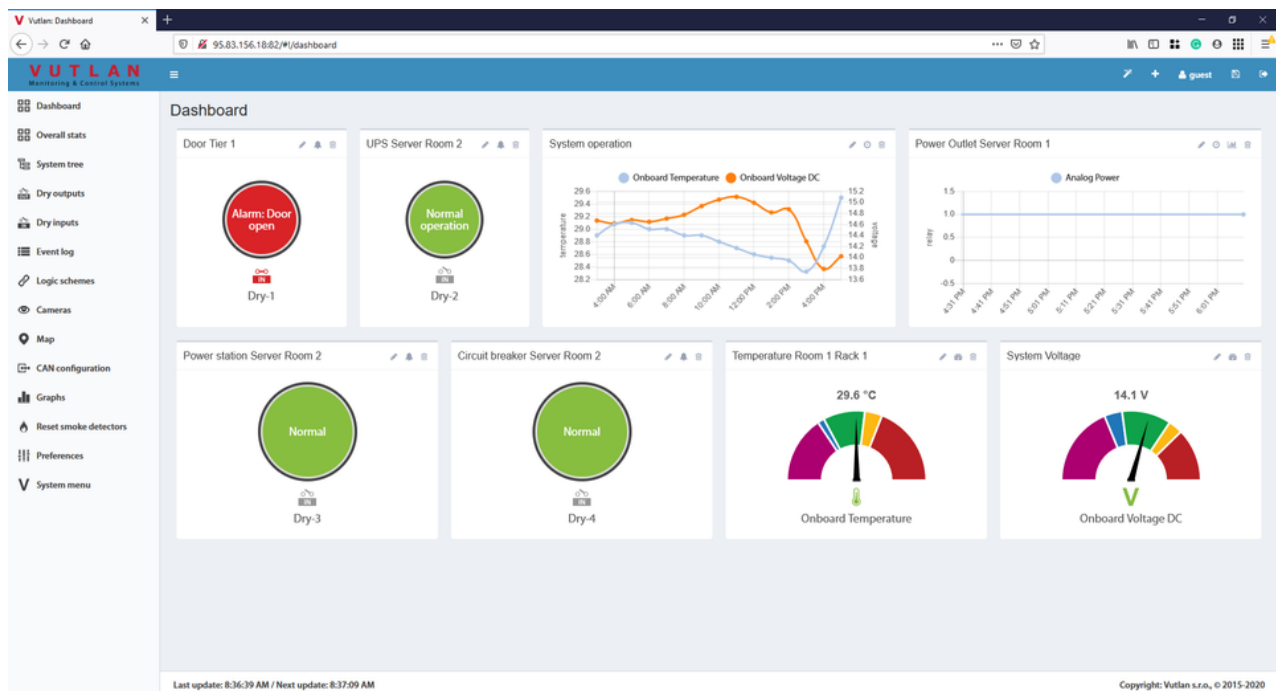 Vutlan: Dashboard
95.83.156.18:82/#!/dashboard
VUTLAN
Monitoring & Control Systems
guest
Dashboard
Overall stats
System tree
Dry outputs
Dry inputs
Event log
Logic schemes
Cameras
Map
CAN configuration
Graphs
Reset smoke detectors
Preferences
System menu
Dashboard
Door Tier 1
Alarm: Door
open
IN
Dry-1
UPS Server Room 2
Normal
operation
IN
Dry-2
System operation
Onboard Temperature Onboard Voltage DC
temperature
29.6
29.4
29.2
29.0
28.8
28.6
28.4
28.2
15.2
15.0
14.8
14.6
14.4
14.2
14.0
13.8
13.6
voltage
4:00 AM 6:00 AM 8:00 AM 10:00 AM 12:00 PM 2:00 PM 4:00 PM
Power Outlet Server Room 1
Analog Power
relay
1.5
1.0
0.5
0
-0.5
4:31 PM 4:41 PM 4:51 PM 5:01 PM 5:11 PM 5:21 PM 5:31 PM 5:41 PM 5:51 PM 6:01 PM
Power station Server Room 2
Normal
IN
Dry-3
Circuit breaker Server Room 2
Normal
IN
Dry-4
Temperature Room 1 Rack 1
29.6 °C
Onboard Temperature
System Voltage
14.1 V
V
Onboard Voltage DC
Last update: 8:36:39 AM / Next update: 8:37:09 AM
Copyright: Vutlan s.r.o., © 2015-2020